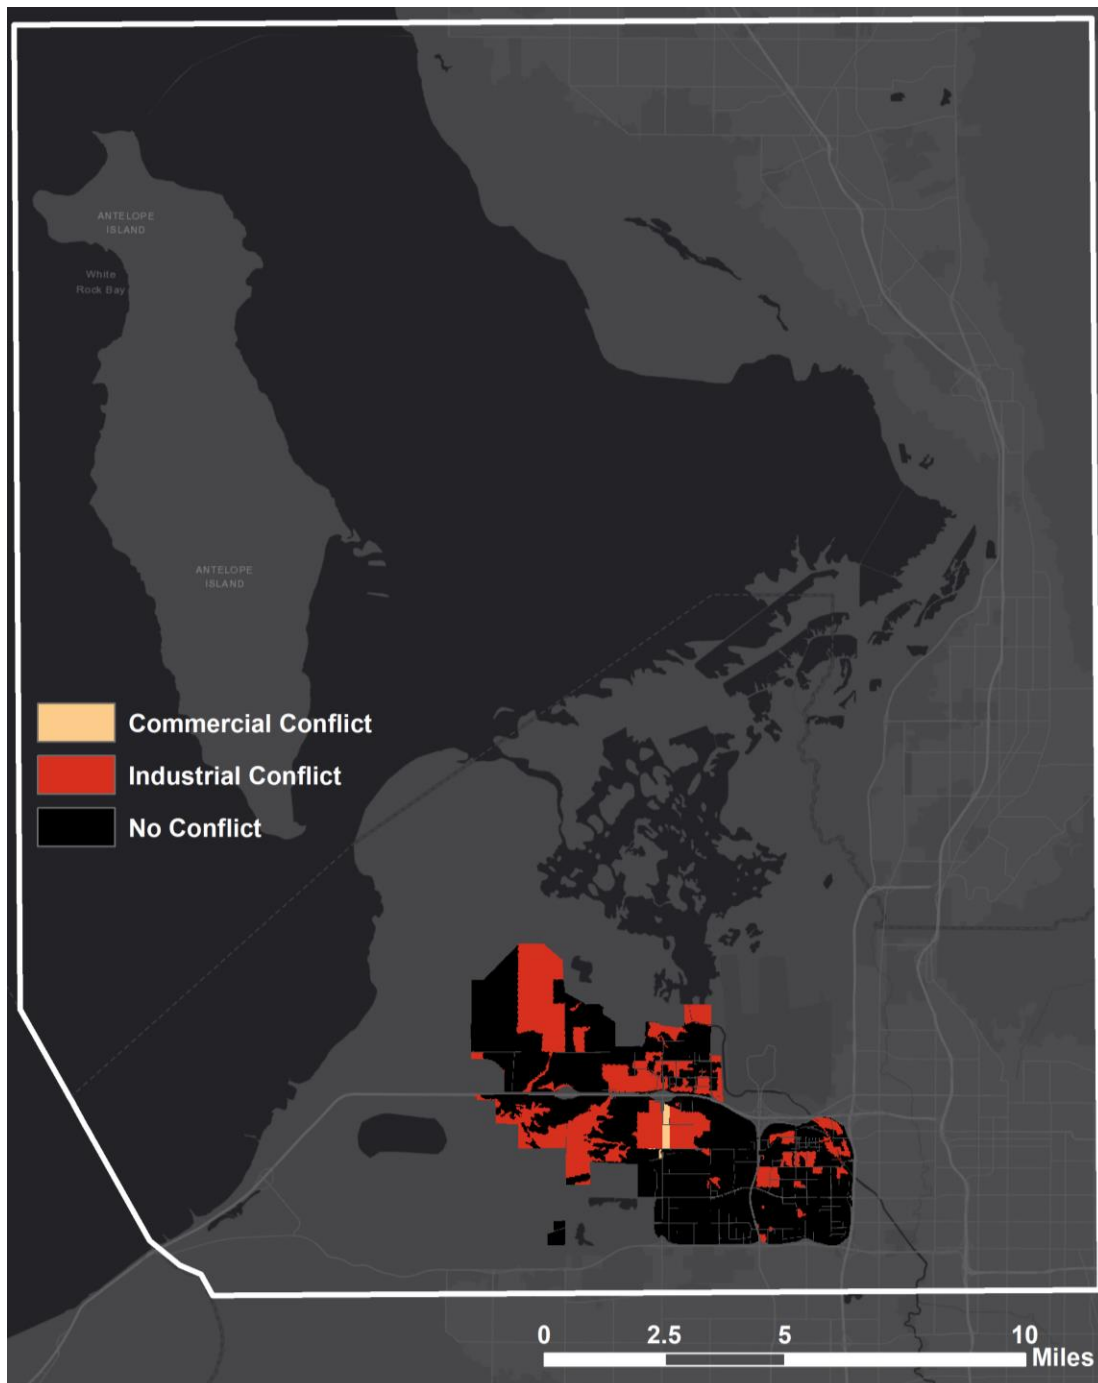 ANTELOPE
ISLAND
White
Rock Bay
ANTELOPE
ISLAND
Commercial Conflict
Industrial Conflict
No Conflict
0 2.5 5 10
Miles